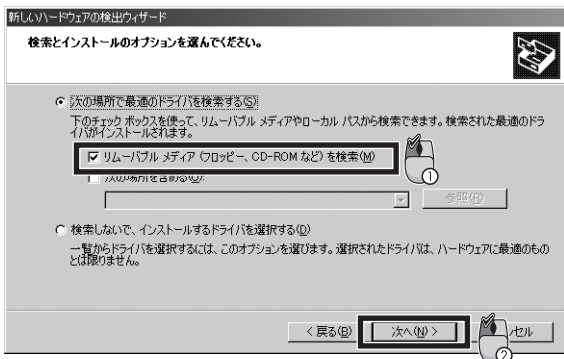 新しいハードウェアの検出ウィザード
検索とインストールのオプションを選んでください。
次の場所で最適のドライバを検索する(S)
下のチェック ボックスを使って、リムーバブル メディアやローカル パスから検索できます。検索された最適のドラ
イバがインストールされます。
リムーバブル メディア (フロッピー、CD-ROM など) を検索(M)
①
次の場所を含める(O):
参照(R)
検索しないで、インストールするドライバを選択する(D)
一覧からドライバを選択するには、このオプションを選びます。選択されたドライバは、ハードウェアに最適のもの
とは限りません。
< 戻る(B)
次へ(N) >
セル
②